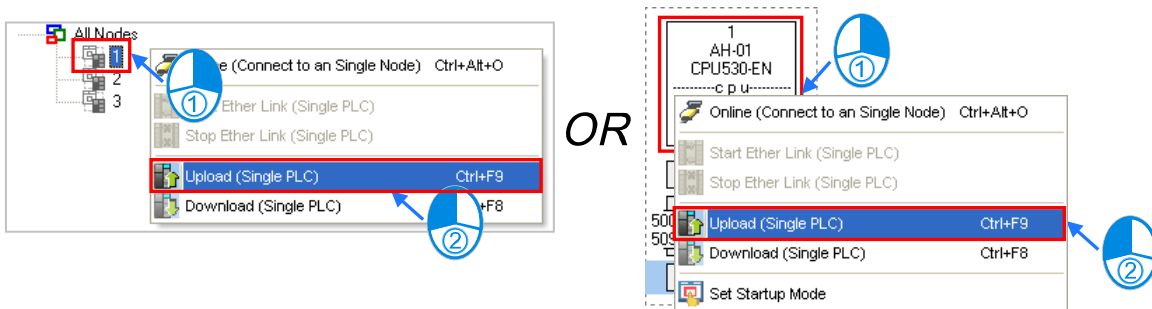 All Nodes
1
2
3
(Connect to an Single Node) Ctrl+Alt+O
Ether Link (Single PLC)
Stop Ether Link (Single PLC)
Upload (Single PLC) Ctrl+F9
Download (Single PLC) +F8
①
②
OR
1
AH-01
CPU530-EN
--------c p u--------
①
Online (Connect to an Single Node) Ctrl+Alt+O
Start Ether Link (Single PLC)
Stop Ether Link (Single PLC)
Upload (Single PLC) Ctrl+F9
Download (Single PLC) Ctrl+F8
Set Startup Mode
②